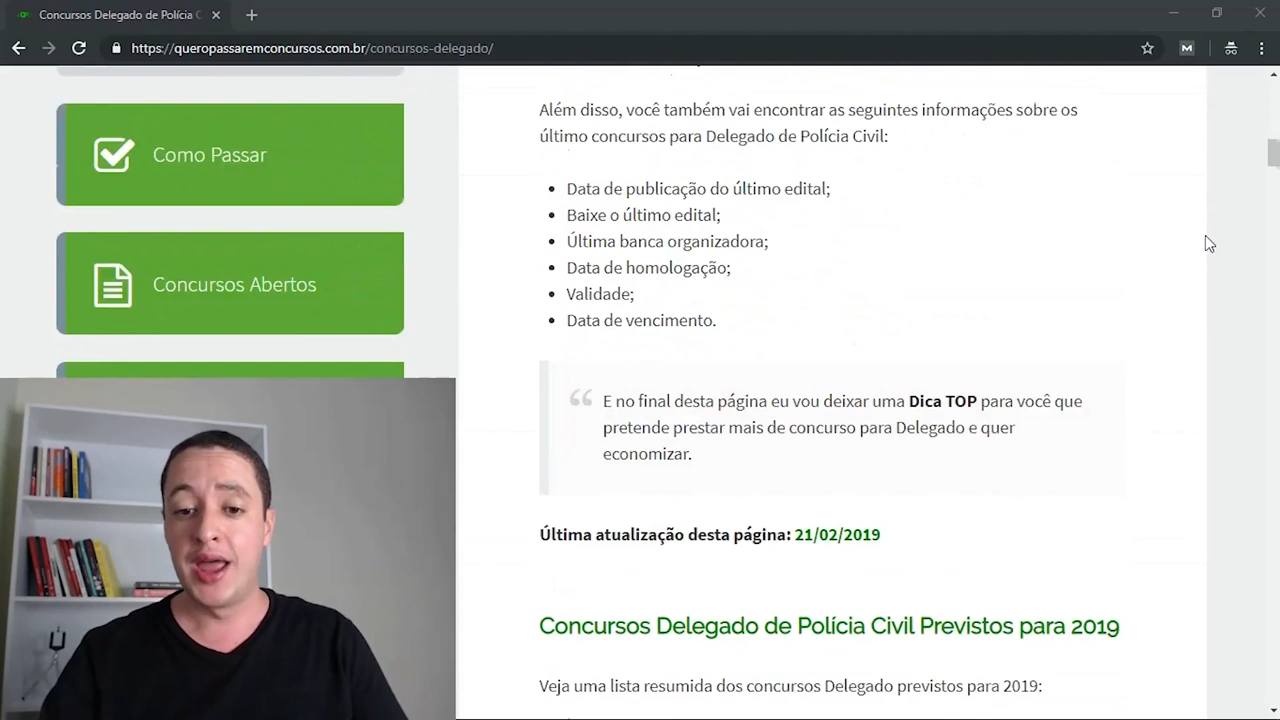 Concursos Delegado de Polícia C
https://queropassaremconcursos.com.br/concursos-delegado/
Como Passar
Concursos Abertos
Além disso, você também vai encontrar as seguintes informações sobre os
último concursos para Delegado de Polícia Civil:
Data de publicação do último edital;
Baixe o último edital;
Última banca organizadora;
Data de homologação;
Validade;
Data de vencimento.
E no final desta página eu vou deixar uma Dica TOP para você que
pretende prestar mais de concurso para Delegado e quer
economizar.
Última atualização desta página: 21/02/2019
Concursos Delegado de Polícia Civil Previstos para 2019
Veja uma lista resumida dos concursos Delegado previstos para 2019: